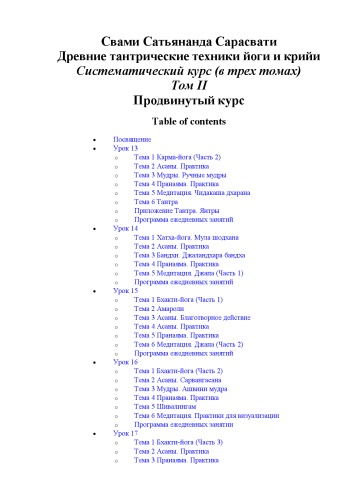 Свами Сатьянанда Сарасвати
Древние тантрические техники йоги и крийи
Систематический курс (в трех томах)
Том II
Продвинутый курс
Table of contents
Посвящение
Урок 13
Тема 1 Карма-йога (Часть 2)
Тема 2 Асаны. Практика
Тема 3 Мудры. Ручные мудры
Тема 4 Пранаяма. Практика
Тема 5 Медитация. Чидакаша дхарана
Тема 6 Тантра
Приложение Тантра. Янтры
Программа ежедневных занятий
Урок 14
Тема 1 Хатха-йога. Мула шодхана
Тема 2 Асаны. Практика
Тема 3 Бандхи. Джаландхара бандха
Тема 4 Пранаяма. Практика
Тема 5 Медитация. Джапа (Часть 1)
Программа ежедневных занятий
Урок 15
Тема 1 Бхакти-йога (Часть 1)
Тема 2 Амароли
Тема 3 Асаны. Благотворное действие
Тема 4 Асаны. Практика
Тема 5 Пранаяма. Практика
Тема 6 Медитация. Джапа (Часть 2)
Программа ежедневных занятий
Урок 16
Тема 1 Бхакти-йога (Часть 2)
Тема 2 Асаны. Сарвангасана
Тема 3 Мудры. Ашвини мудра
Тема 4 Пранаяма. Практика
Тема 5 Шивалингам
Тема 6 Медитация. Практики для визуализации
Программа ежедневных занятии
Урок 17
Тема 1 Бхакти-йога (Часть 3)
Тема 2 Асаны. Практика
Тема 3 Пранаяма. Практика